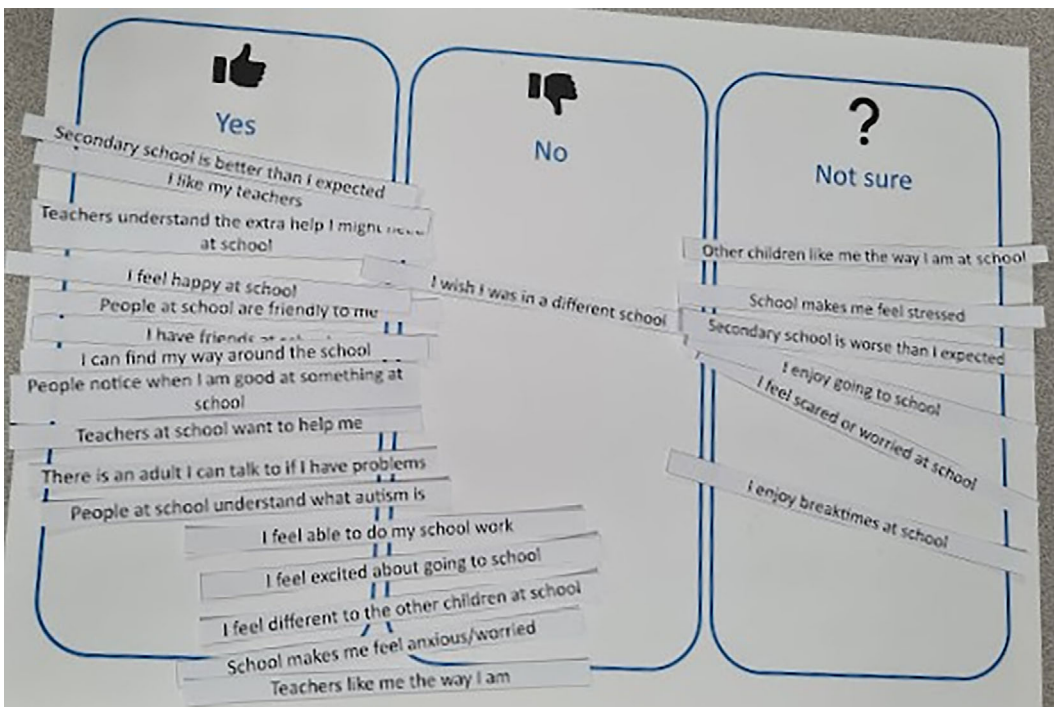 Yes
Secondary school is better than I expected
I like my teachers
Teachers understand the extra help I might
at school
I feel happy at school
People at school are friendly to me
I have friends
I can find my way around the school
People notice when I am good at something at
school
Teachers at school want to help me
There is an adult I can talk to if I have problems
People at school understand what autism is
I feel able to do my school work
I feel excited about going to school
I feel different to the other children at school
School makes me feel anxious/worried
Teachers like me the way I am
No
I wish I was in a different school
?
Not sure
Other children like me the way I am at school
School makes me feel stressed
Secondary school is worse than I expected
I enjoy going to school
I feel scared or worried at school
I enjoy breaktimes at school